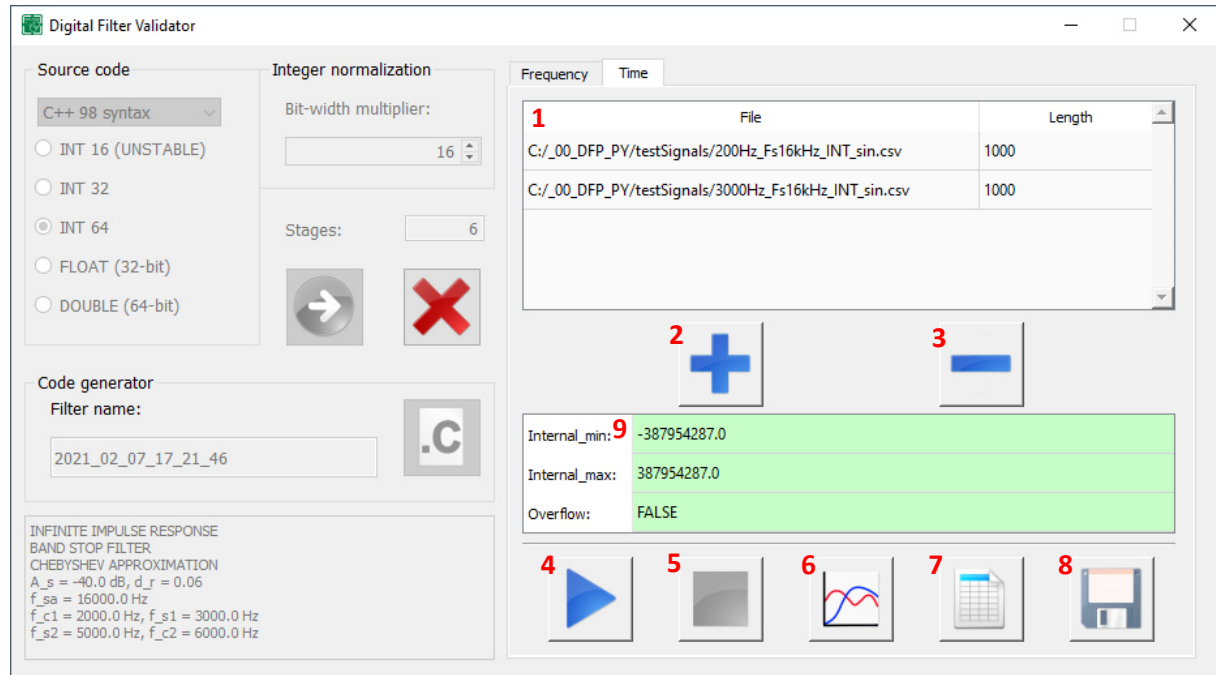 Digital Filter Validator
Source code
C++ 98 syntax
INT 16 (UNSTABLE)
INT 32
INT 64
FLOAT (32-bit)
DOUBLE (64-bit)
Integer normalization
Bit-width multiplier:
16
Stages: 6
Code generator
Filter name:
2021_02_07_17_21_46
.C
INFINITE IMPULSE RESPONSE
BAND STOP FILTER
CHEBYSHEV APPROXIMATION
A_s = -40.0 dB, d_r = 0.06
f_sa = 16000.0 Hz
f_c1 = 2000.0 Hz, f_s1 = 3000.0 Hz
f_s2 = 5000.0 Hz, f_c2 = 6000.0 Hz
Frequency Time
1 File Length
C:/_00_DFP_PY/testSignals/200Hz_Fs16kHz_INT_sin.csv 1000
C:/_00_DFP_PY/testSignals/3000Hz_Fs16kHz_INT_sin.csv 1000
2 3
Internal_min: 9 -387954287.0
Internal_max: 387954287.0
Overflow: FALSE
4 5 6 7 8